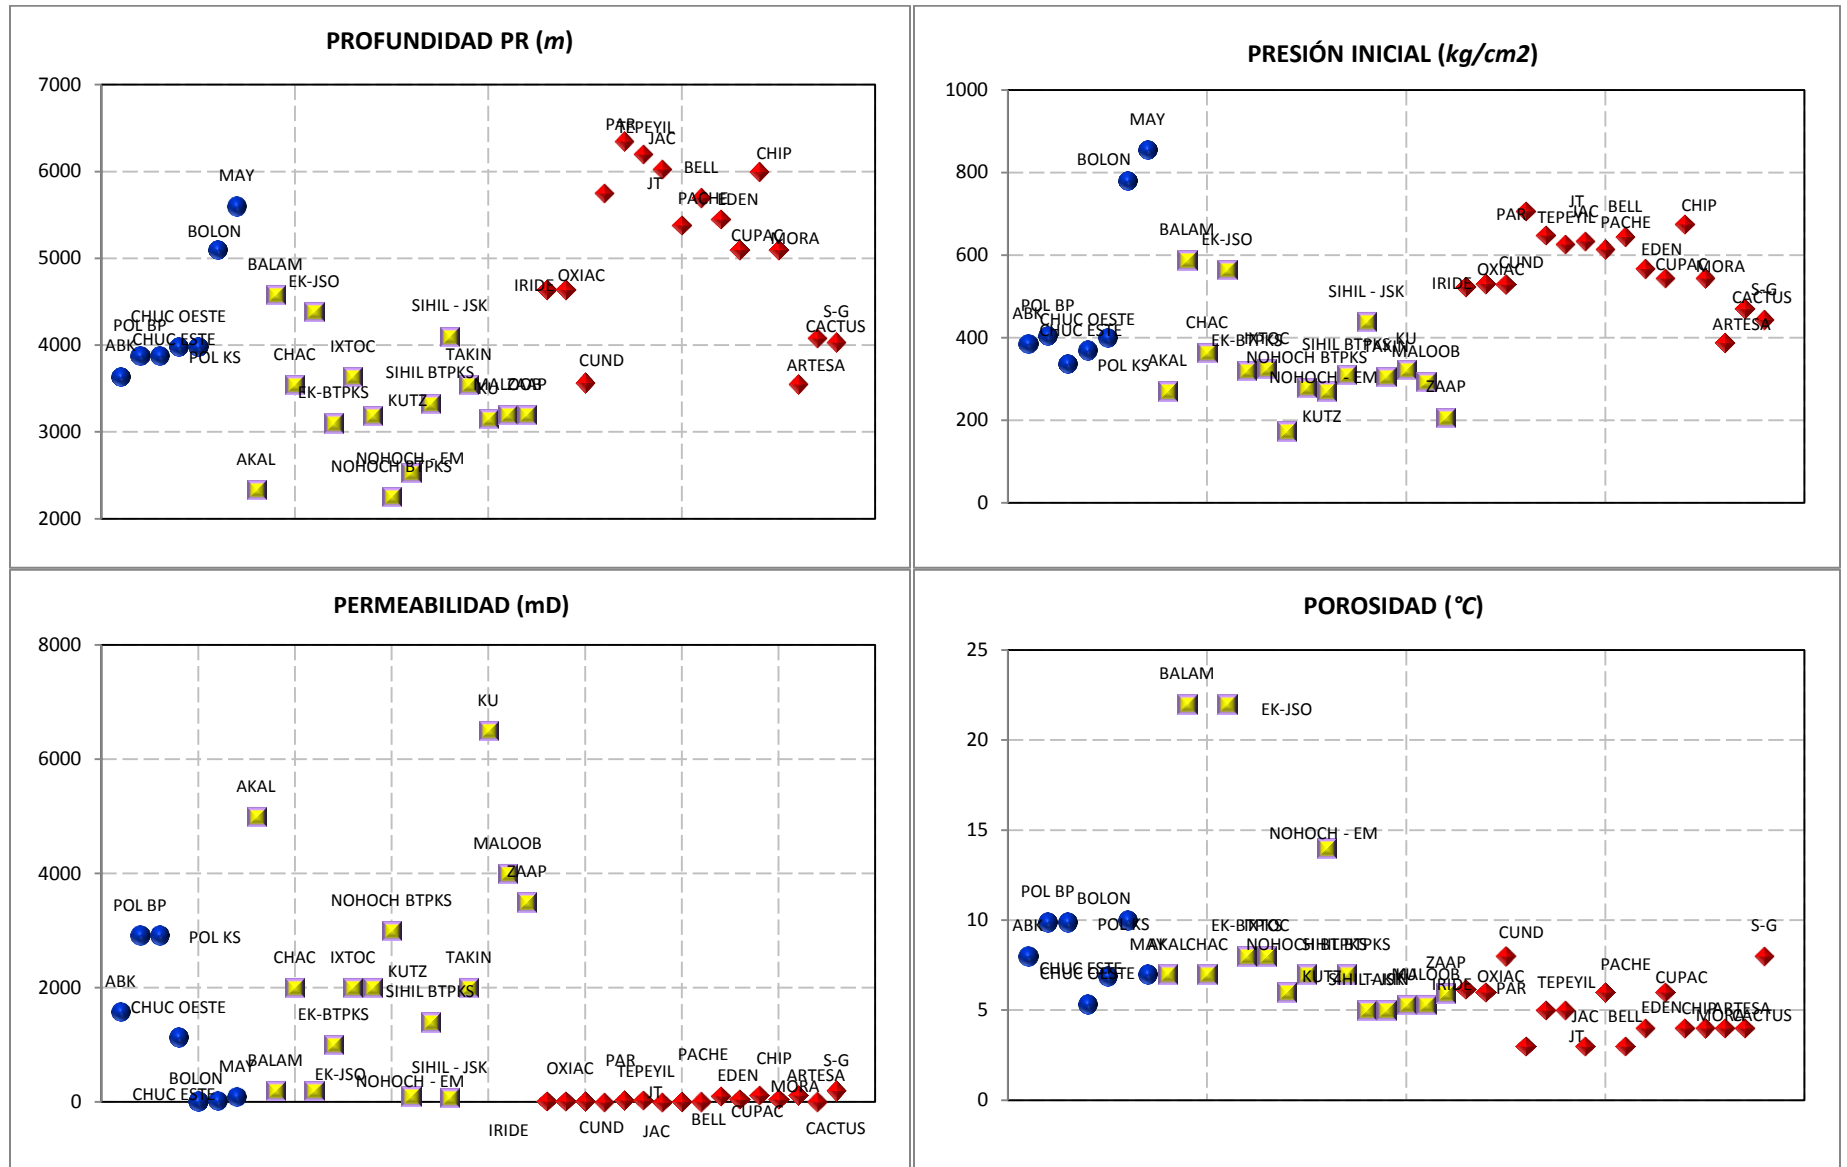 PROFUNDIDAD PR (m)
7000
6000
5000
4000
3000
2000
ABK
POL BP
CHUC OESTE
CHUC ESTE
POL KS
BOLON
MAY
AKAL
BALAM
CHAC
EK-JSO
EK-BTPKS
IXTOC
KUTZ
NOHOCH BTPKS
NOHOCH - EM
SIHIL BTPKS
SIHIL - JSK
TAKIN
KU
MALOOB
ZAAP
IRIDE
OXIAC
CUND
PAR
TEPEYIL
JT
JAC
PACHE
BELL
EDEN
CUPAC
CHIP
MORA
ARTESA
CACTUS
S-G
PRESIÓN INICIAL (kg/cm2)
1000
800
600
400
200
0
ABK
POL BP
CHUC OESTE
CHUC ESTE
POL KS
BOLON
MAY
AKAL
BALAM
CHAC
EK-JSO
EK-BTPKS
IXTOC
KUTZ
NOHOCH BTPKS
NOHOCH - EM
SIHIL BTPKS
SIHIL - JSK
TAKIN
KU
MALOOB
ZAAP
IRIDE
OXIAC
CUND
PAR
TEPEYIL
JT
JAC
PACHE
BELL
EDEN
CUPAC
CHIP
MORA
ARTESA
CACTUS
S-G
PERMEABILIDAD (mD)
8000
6000
4000
2000
0
ABK
POL BP
POL KS
CHUC OESTE
CHUC ESTE
BOLON
MAY
AKAL
BALAM
CHAC
EK-JSO
EK-BTPKS
IXTOC
KUTZ
NOHOCH BTPKS
NOHOCH - EM
SIHIL BTPKS
SIHIL - JSK
TAKIN
KU
MALOOB
ZAAP
IRIDE
OXIAC
CUND
PAR
TEPEYIL
JT
JAC
PACHE
BELL
EDEN
CUPAC
CHIP
MORA
ARTESA
CACTUS
S-G
POROSIDAD (°C)
25
20
15
10
5
0
ABK
POL BP
POL KS
CHUC ESTE
CHUC OESTE
BOLON
MAY
AKAL
BALAM
CHAC
EK-JSO
EK-BTPKS
IXTOC
KUTZ
NOHOCH BTPKS
NOHOCH - EM
SIHIL BTPKS
SIHIL - JSK
TAKIN
KU
MALOOB
ZAAP
IRIDE
OXIAC
CUND
PAR
TEPEYIL
JAC
JT
PACHE
BELL
EDEN
CUPAC
CHIP
MORA
ARTESA
CACTUS
S-G